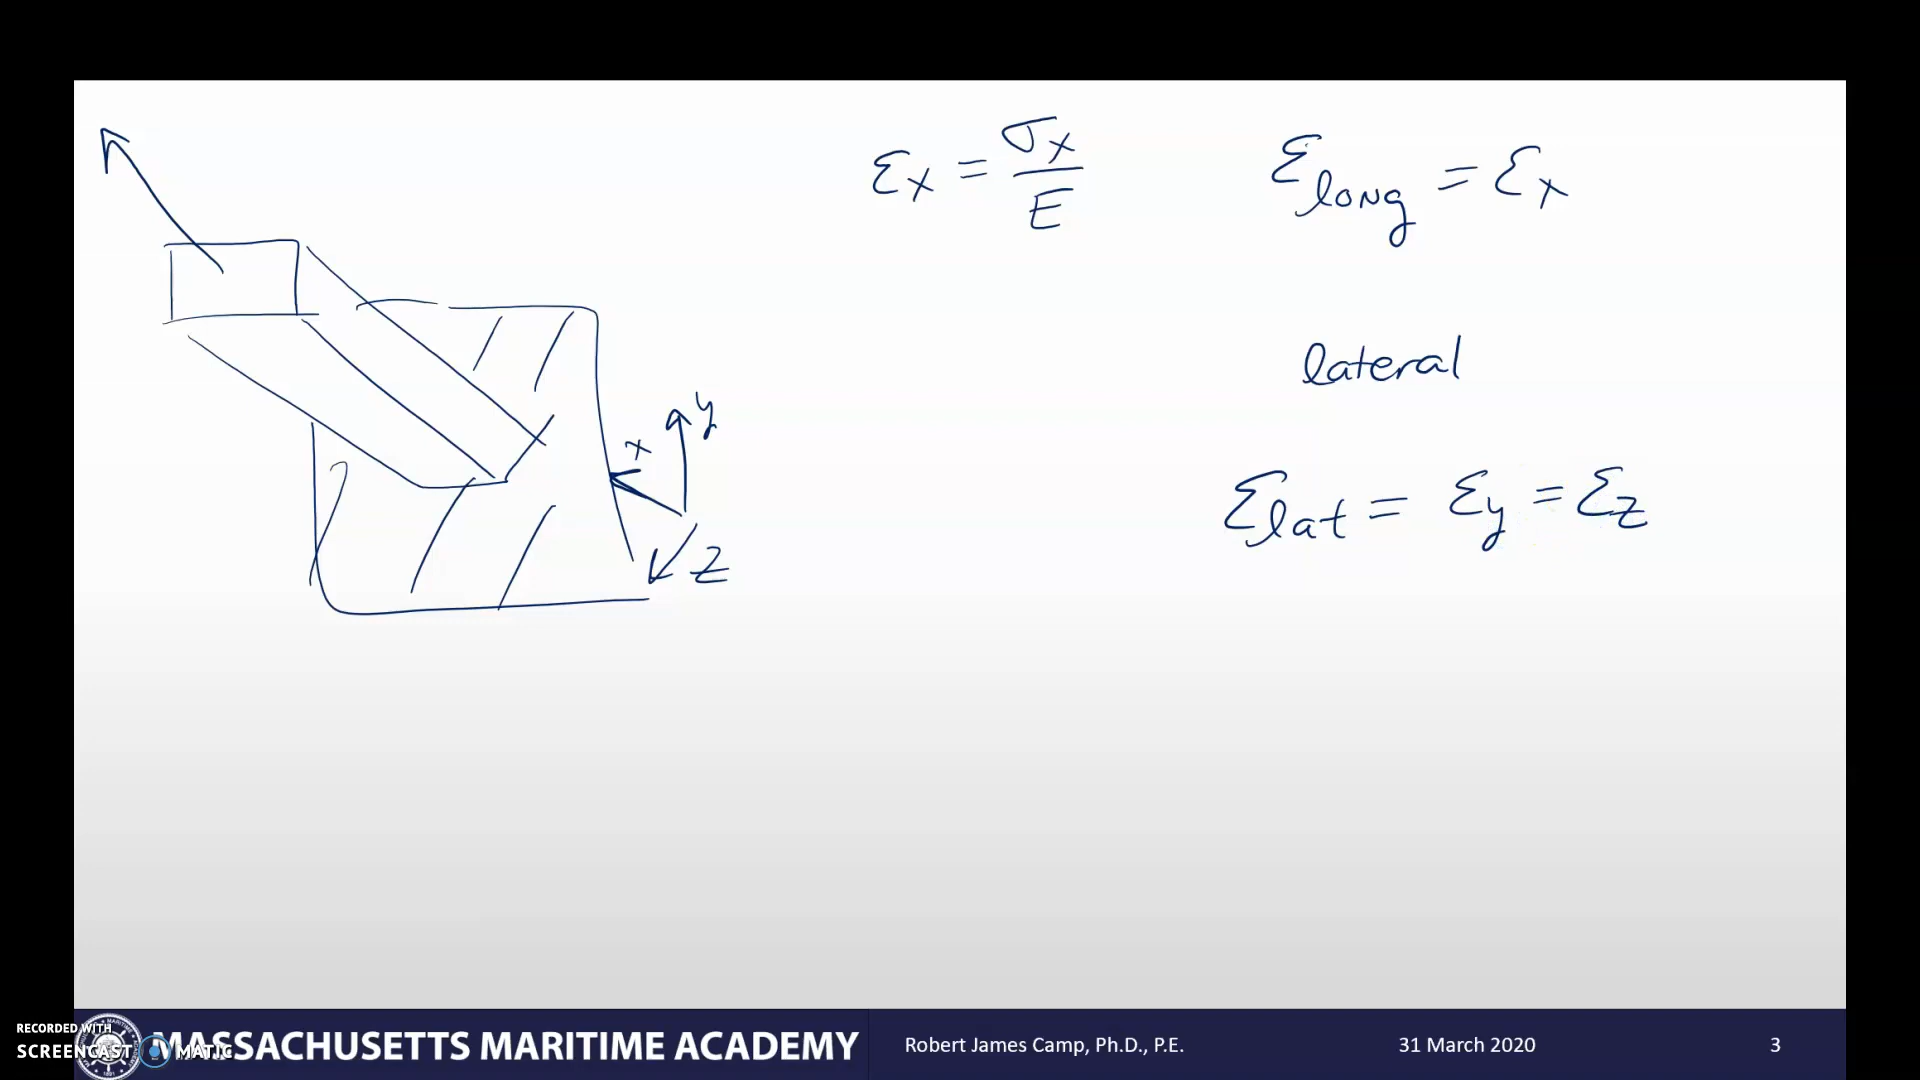 εx = σx / E
εlong = εx
lateral
y
x
εlat = εy = εz
z
RECORDED WITH
SCREENCAST MATIC
MASSACHUSETTS MARITIME ACADEMY
Robert James Camp, Ph.D., P.E.
31 March 2020
3